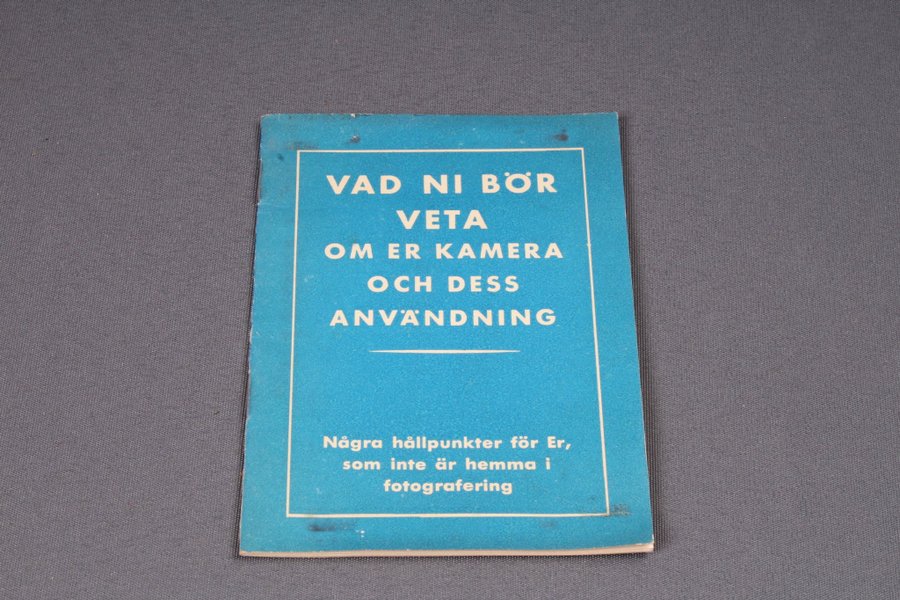 VAD NI BÖR
VETA
OM ER KAMERA
OCH DESS
ANVÄNDNING
Några hållpunkter för Er,
som inte är hemma i
fotografering